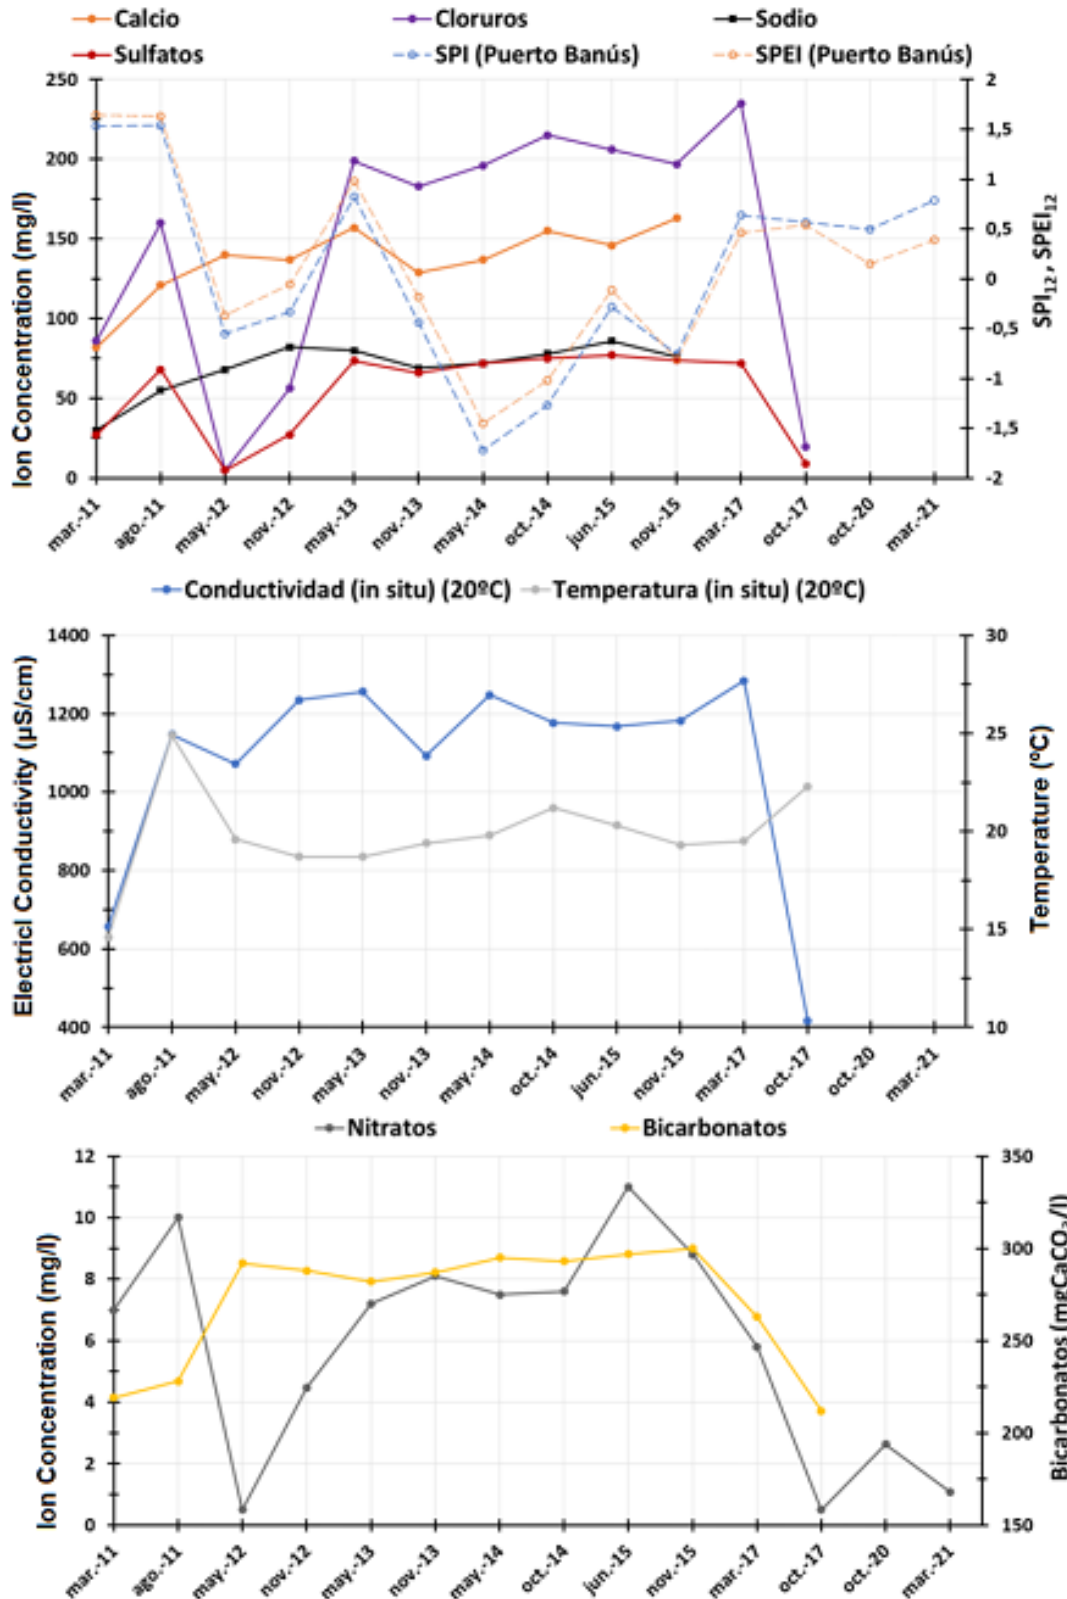 Calcio Cloruros Sodio
Sulfatos SPI (Puerto Banús) SPEI (Puerto Banús)
250
200
150
100
50
0
Ion Concentration (mg/l)
2
1,5
1
0,5
0
-0,5
-1
-1,5
-2
SPI12, SPEI12
mar.-11 ago.-11 may.-12 nov.-12 may.-13 nov.-13 may.-14 oct.-14 jun.-15 nov.-15 mar.-17 oct.-17 oct.-20 mar.-21
Conductividad (in situ) (20ºC) Temperatura (in situ) (20ºC)
1400
1200
1000
800
600
400
Electricl Conductivity (µS/cm)
30
25
20
15
10
Temperature (ºC)
mar.-11 ago.-11 may.-12 nov.-12 may.-13 nov.-13 may.-14 oct.-14 jun.-15 nov.-15 mar.-17 oct.-17 oct.-20 mar.-21
Nitratos Bicarbonatos
12
10
8
6
4
2
0
Ion Concentration (mg/l)
350
300
250
200
150
Bicarbonatos (mgCaCO3/l)
mar.-11 ago.-11 may.-12 nov.-12 may.-13 nov.-13 may.-14 oct.-14 jun.-15 nov.-15 mar.-17 oct.-17 oct.-20 mar.-21